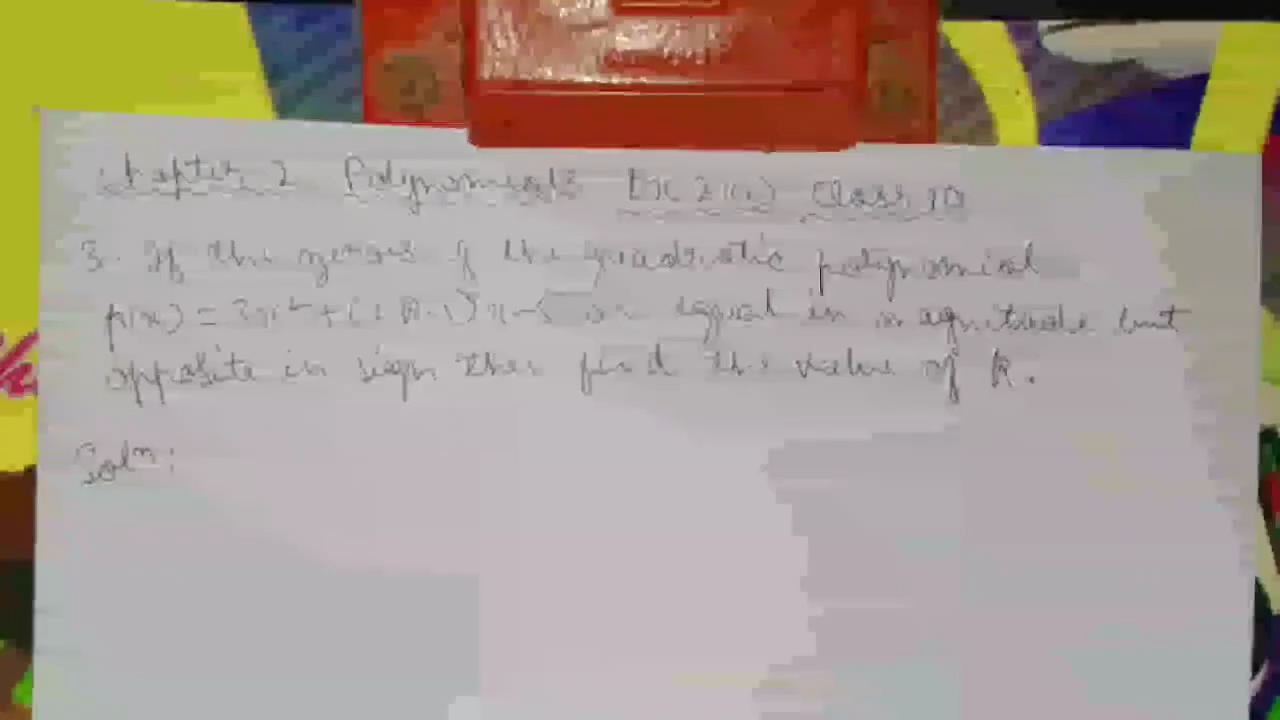 Chapter 2 Polynomials Ex 2(a) Class 10
3. If the zeroes of the quadratic polynomial
p(x) = 3x² + (2k-1)x-5 are equal in magnitude but
opposite in sign then find the value of k.
Solⁿ: